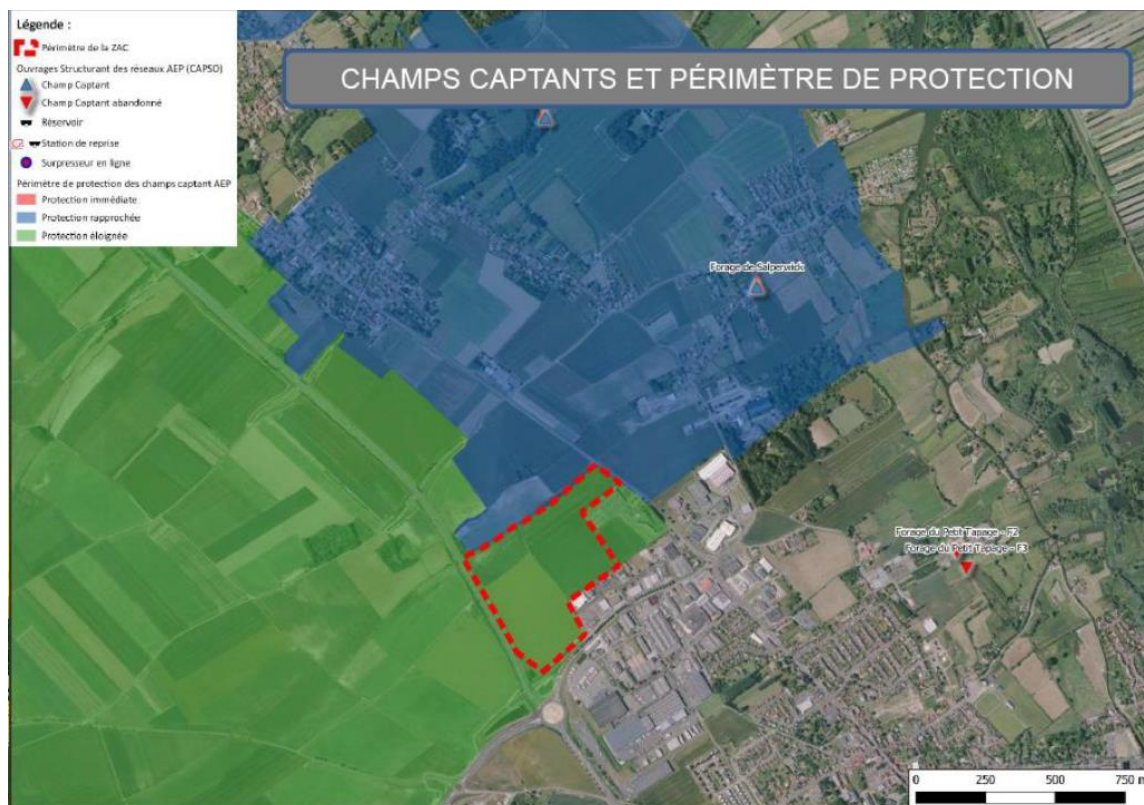 Légende :
Périmètre de la ZAC
Ouvrages Structurant des réseaux AEP (CAPSO)
Champ Captant
Champ Captant abandonné
Réservoir
Station de reprise
Surpresseur en ligne
Périmètre de protection des champs captant AEP
Protection immédiate
Protection rapprochée
Protection éloignée
CHAMPS CAPTANTS ET PÉRIMÈTRE DE PROTECTION
Forage de Salperwick
Forage du Petit Tapage - F2
Forage du Petit Tapage - F3
0 250 500 750 m